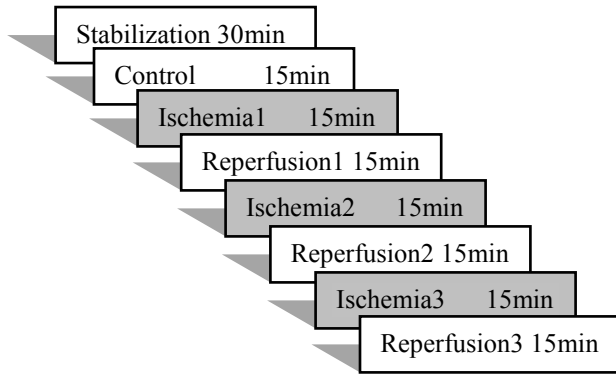 Stabilization 30min
Control 15min
Ischemia1 15min
Reperfusion1 15min
Ischemia2 15min
Reperfusion2 15min
Ischemia3 15min
Reperfusion3 15min